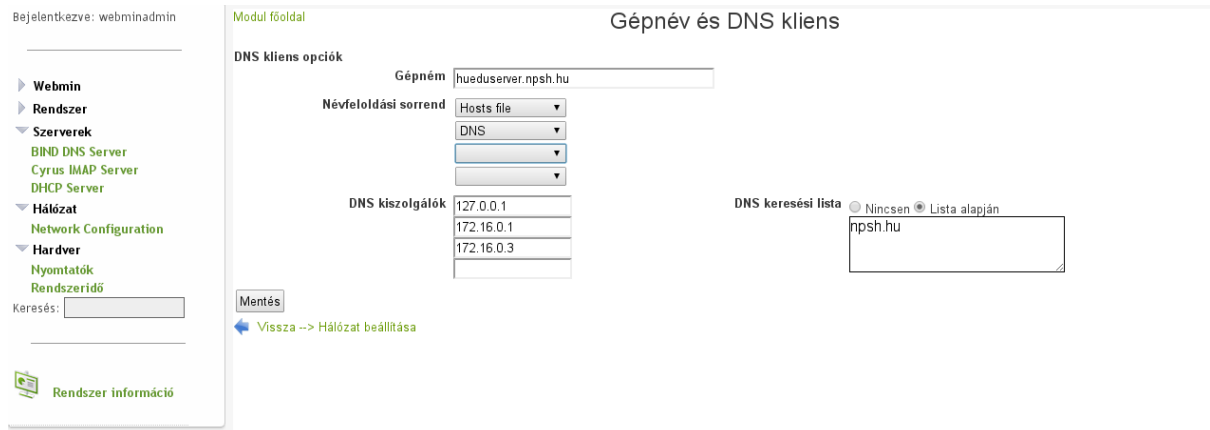 Bejelentkezve: webminadmin
Webmin
Rendszer
Szerverek
BIND DNS Server
Cyrus IMAP Server
DHCP Server
Hálózat
Network Configuration
Hardver
Nyomtatók
Rendszeridő
Keresés:
Rendszer információ
Modul főoldal
Gépnév és DNS kliens
DNS kliens opciók
Gépném hueduserver.npsh.hu
Névfeloldási sorrend Hosts file
DNS
DNS kiszolgálók 127.0.0.1
172.16.0.1
172.16.0.3
DNS keresési lista Nincsen Lista alapján
npsh.hu
Mentés
Vissza --> Hálózat beállítása